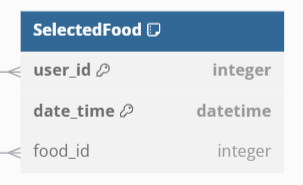 SelectedFood
user_id integer
date_time datetime
food_id integer